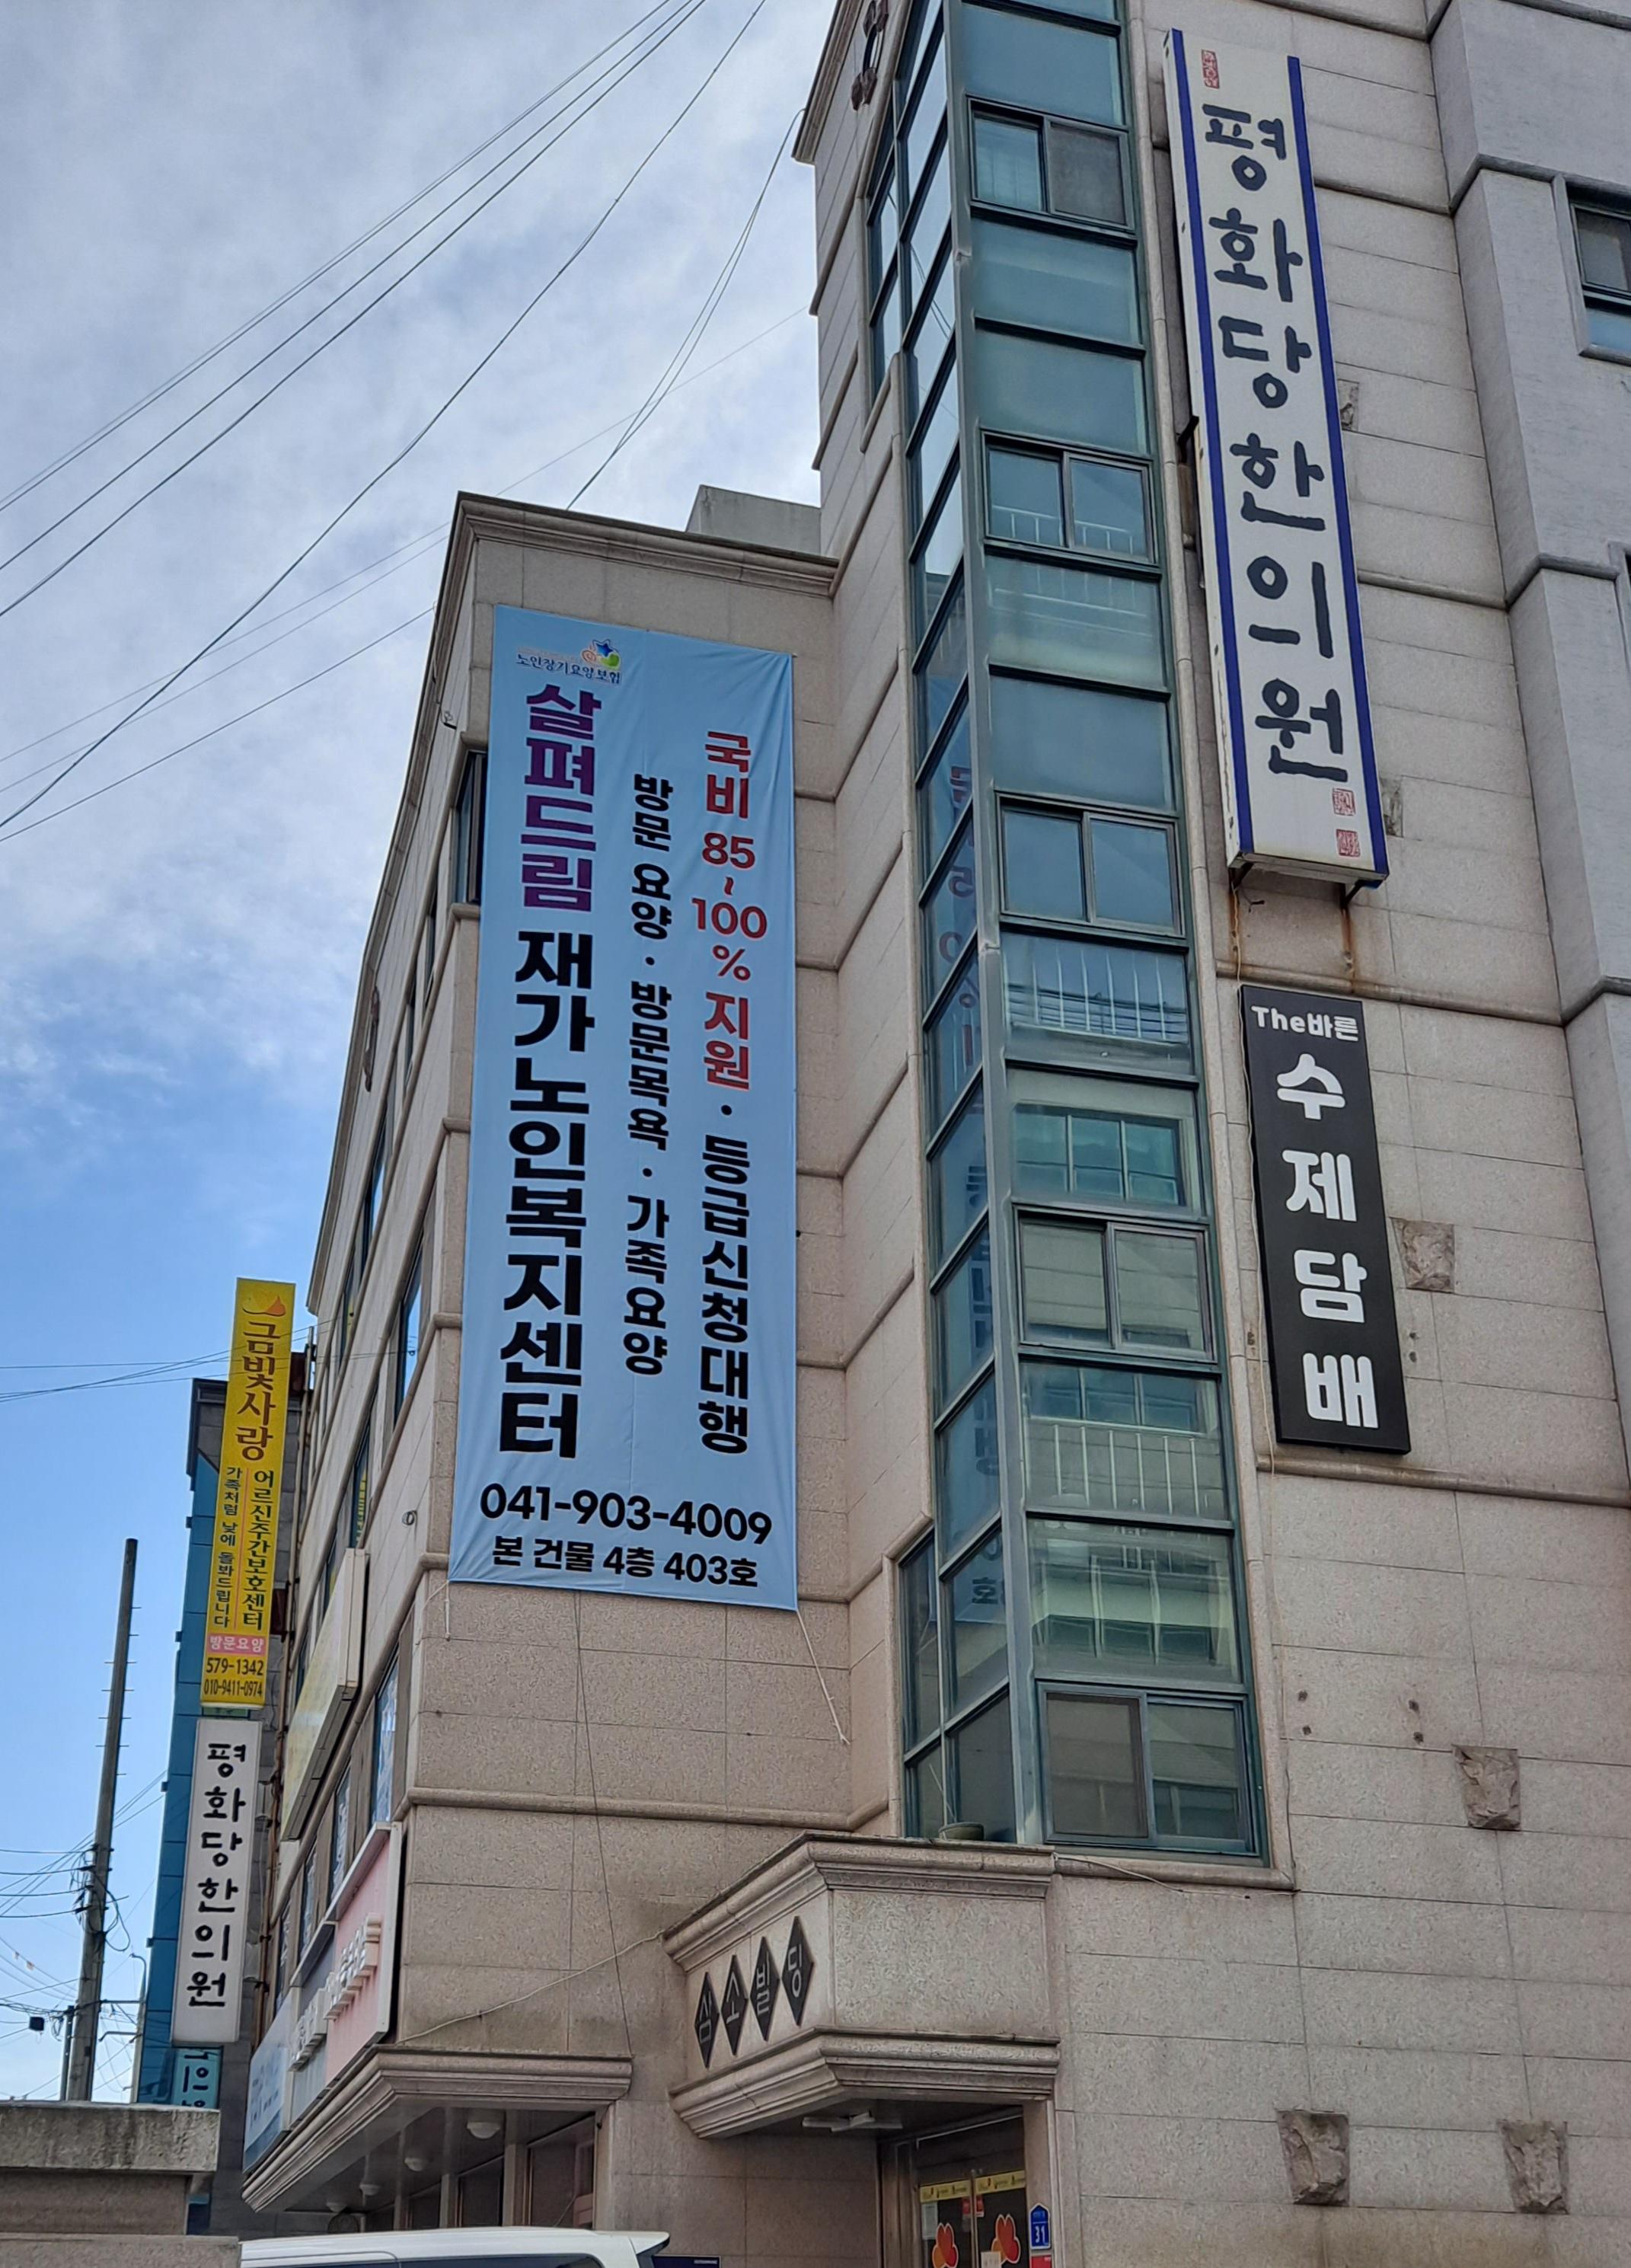 평화당한의원
노인장기요양보험
살펴드림 재가노인복지센터
방문 요양 · 방문목욕 · 가족요양
국비 85~100% 지원 · 등급신청대행
041-903-4009
본 건물 4층 403호
The바른
수제담배
금빛사랑
어르신주간보호센터
가족처럼 낮에 돌봐드립니다
방문요양
579-1342
010-9411-0974
평화당한의원
삼소빌딩
31